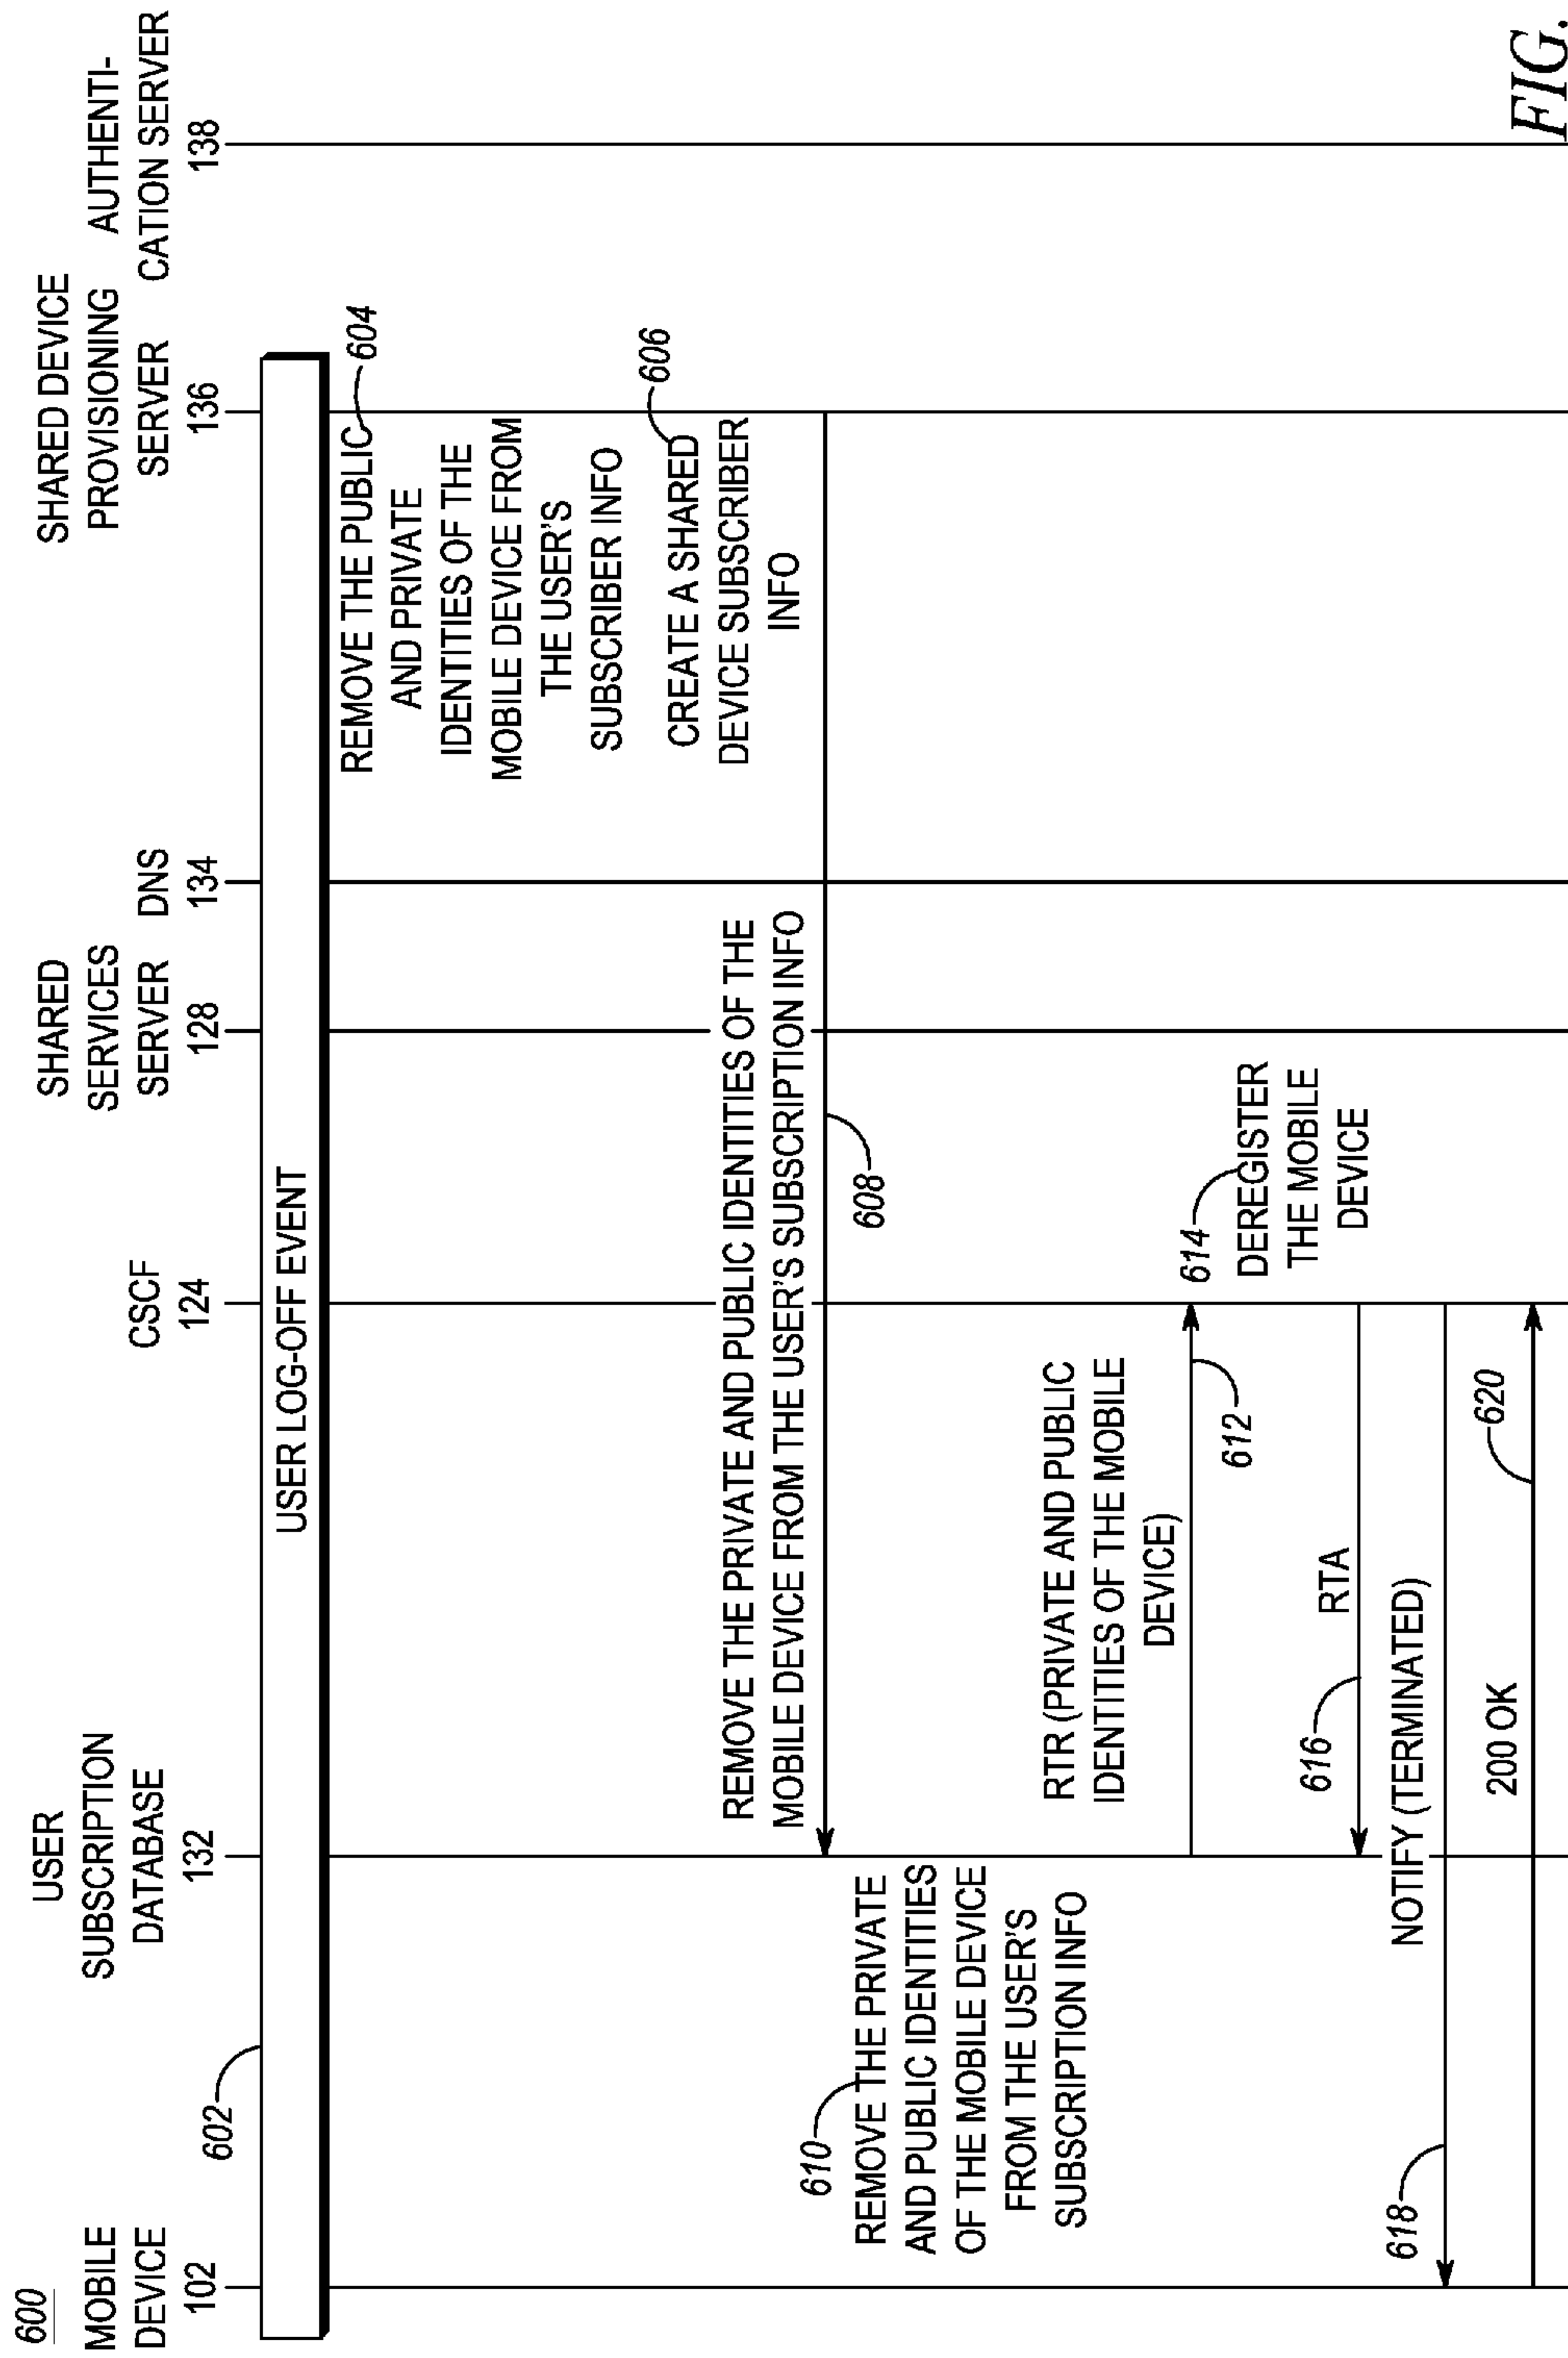 600
MOBILE
DEVICE
102
USER
SUBSCRIPTION
DATABASE
132
CSCF
124
SHARED
SERVICES
SERVER
128
DNS
134
SHARED DEVICE
PROVISIONING
SERVER
136
AUTHENTI-
CATION SERVER
138
602
USER LOG-OFF EVENT
604
REMOVE THE PUBLIC
AND PRIVATE
IDENTITIES OF THE
MOBILE DEVICE FROM
THE USER'S
SUBSCRIBER INFO
606
CREATE A SHARED
DEVICE SUBSCRIBER
INFO
REMOVE THE PRIVATE AND PUBLIC IDENTITIES OF THE
MOBILE DEVICE FROM THE USER'S SUBSCRIPTION INFO
608
610
REMOVE THE PRIVATE
AND PUBLIC IDENTITIES
OF THE MOBILE DEVICE
FROM THE USER'S
SUBSCRIPTION INFO
RTR (PRIVATE AND PUBLIC
IDENTITIES OF THE MOBILE
DEVICE)
612
614
DEREGISTER
THE MOBILE
DEVICE
RTA
616
NOTIFY (TERMINATED)
618
200 OK
620
FIG.